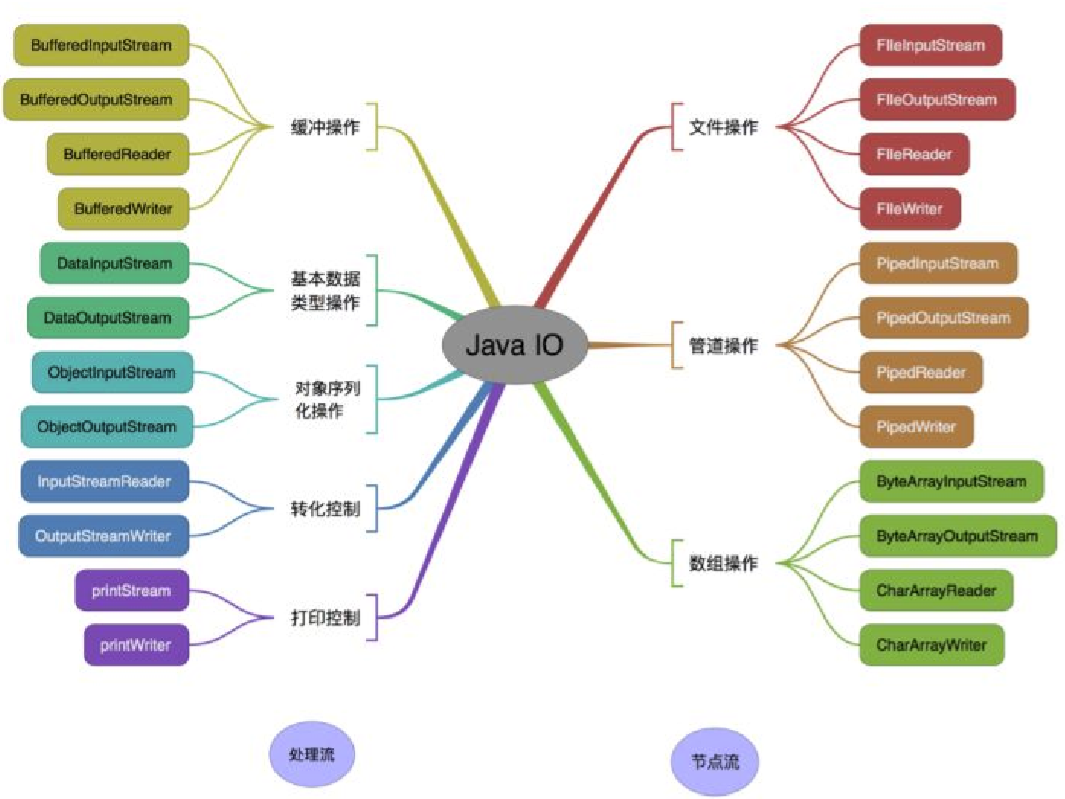 BufferedInputStream
BufferedOutputStream
BufferedReader
BufferedWriter
缓冲操作
DataInputStream
DataOutputStream
基本数据
类型操作
ObjectInputStream
ObjectOutputStream
对象序列
化操作
InputStreamReader
OutputStreamWriter
转化控制
printStream
printWriter
打印控制
Java IO
文件操作
FIleInputStream
FIleOutputStream
FIleReader
FIleWriter
管道操作
PipedInputStream
PipedOutputStream
PipedReader
PipedWriter
数组操作
ByteArrayInputStream
ByteArrayOutputStream
CharArrayReader
CharArrayWriter
处理流
节点流